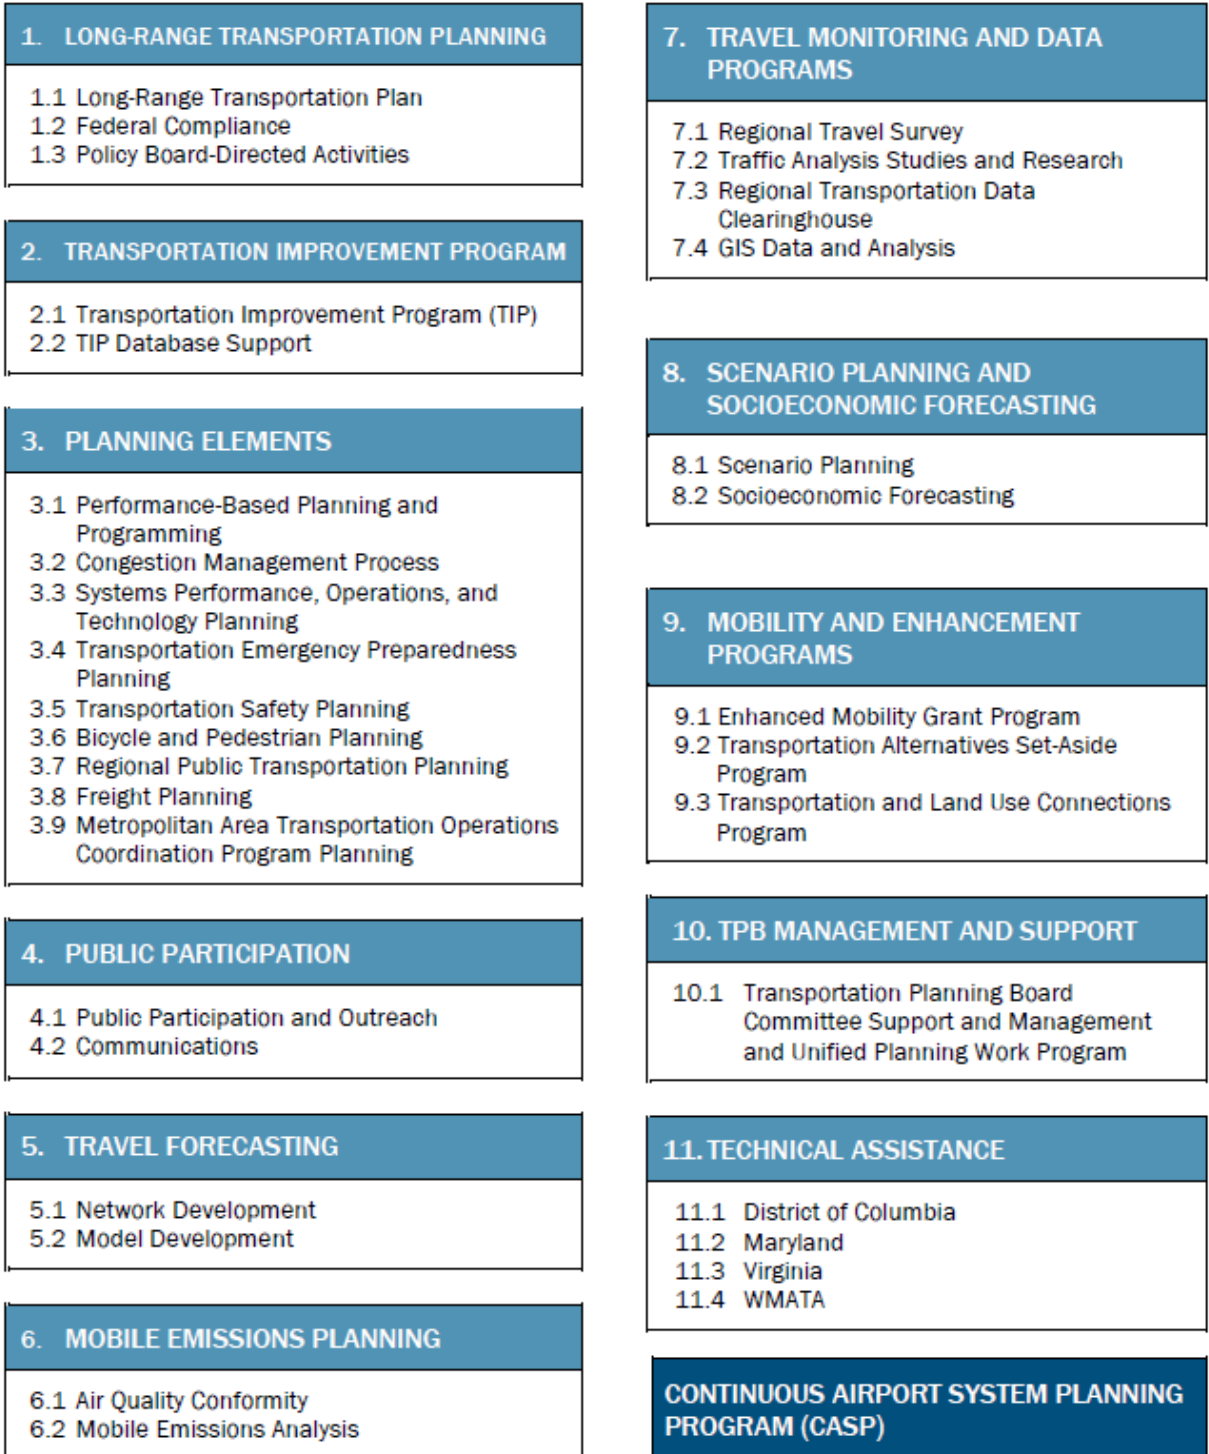 1. LONG-RANGE TRANSPORTATION PLANNING
1.1 Long-Range Transportation Plan
1.2 Federal Compliance
1.3 Policy Board-Directed Activities
2. TRANSPORTATION IMPROVEMENT PROGRAM
2.1 Transportation Improvement Program (TIP)
2.2 TIP Database Support
3. PLANNING ELEMENTS
3.1 Performance-Based Planning and
Programming
3.2 Congestion Management Process
3.3 Systems Performance, Operations, and
Technology Planning
3.4 Transportation Emergency Preparedness
Planning
3.5 Transportation Safety Planning
3.6 Bicycle and Pedestrian Planning
3.7 Regional Public Transportation Planning
3.8 Freight Planning
3.9 Metropolitan Area Transportation Operations
Coordination Program Planning
4. PUBLIC PARTICIPATION
4.1 Public Participation and Outreach
4.2 Communications
5. TRAVEL FORECASTING
5.1 Network Development
5.2 Model Development
6. MOBILE EMISSIONS PLANNING
6.1 Air Quality Conformity
6.2 Mobile Emissions Analysis
7. TRAVEL MONITORING AND DATA
PROGRAMS
7.1 Regional Travel Survey
7.2 Traffic Analysis Studies and Research
7.3 Regional Transportation Data
Clearinghouse
7.4 GIS Data and Analysis
8. SCENARIO PLANNING AND
SOCIOECONOMIC FORECASTING
8.1 Scenario Planning
8.2 Socioeconomic Forecasting
9. MOBILITY AND ENHANCEMENT
PROGRAMS
9.1 Enhanced Mobility Grant Program
9.2 Transportation Alternatives Set-Aside
Program
9.3 Transportation and Land Use Connections
Program
10. TPB MANAGEMENT AND SUPPORT
10.1 Transportation Planning Board
Committee Support and Management
and Unified Planning Work Program
11. TECHNICAL ASSISTANCE
11.1 District of Columbia
11.2 Maryland
11.3 Virginia
11.4 WMATA
CONTINUOUS AIRPORT SYSTEM PLANNING
PROGRAM (CASP)